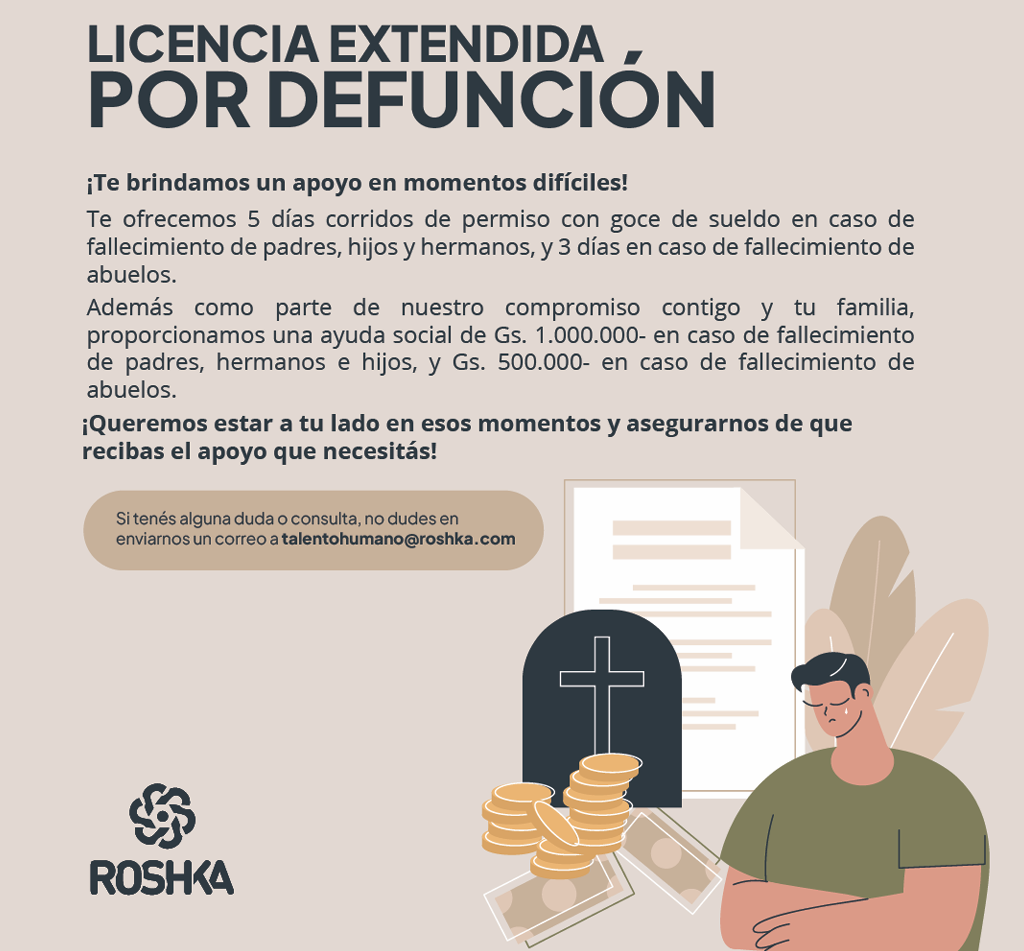 LICENCIA EXTENDIDA
POR DEFUNCIÓN
¡Te brindamos un apoyo en momentos difíciles!
Te ofrecemos 5 días corridos de permiso con goce de sueldo en caso de
fallecimiento de padres, hijos y hermanos, y 3 días en caso de fallecimiento de
abuelos.
Además como parte de nuestro compromiso contigo y tu familia,
proporcionamos una ayuda social de Gs. 1.000.000- en caso de fallecimiento
de padres, hermanos e hijos, y Gs. 500.000- en caso de fallecimiento de
abuelos.
¡Queremos estar a tu lado en esos momentos y asegurarnos de que
recibas el apoyo que necesitás!
Si tenés alguna duda o consulta, no dudes en
enviarnos un correo a talentohumano@roshka.com
ROSHKA